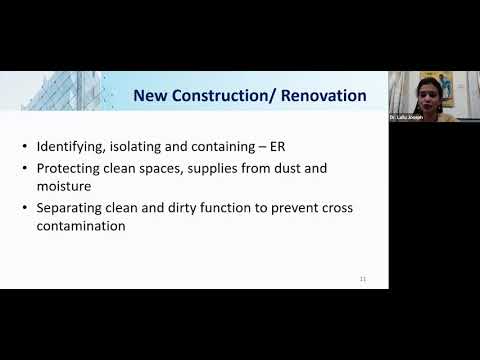 New Construction/ Renovation
• Identifying, isolating and containing – ER
• Protecting clean spaces, supplies from dust and
moisture
• Separating clean and dirty function to prevent cross
contamination
11
Dr. Lallu Joseph